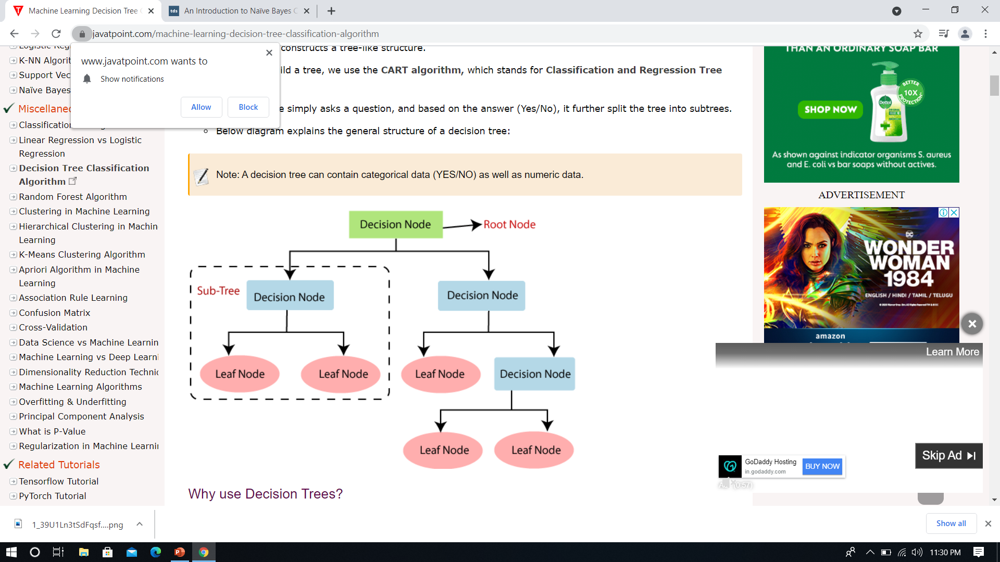 Machine Learning Decision Tree
An Introduction to Naïve Bayes
javatpoint.com/machine-learning-decision-tree-classification-algorithm
www.javatpoint.com wants to
Show notifications
Allow
Block
K-NN Algorit
Support Vec
Naïve Bayes
Miscellane
Classification
Linear Regression vs Logistic
Regression
Decision Tree Classification
Algorithm
Random Forest Algorithm
Clustering in Machine Learning
Hierarchical Clustering in Machin
Learning
K-Means Clustering Algorithm
Apriori Algorithm in Machine
Learning
Association Rule Learning
Confusion Matrix
Cross-Validation
Data Science vs Machine Learnin
Machine Learning vs Deep Learni
Dimensionality Reduction Techni
Machine Learning Algorithms
Overfitting & Underfitting
Principal Component Analysis
What is P-Value
Regularization in Machine Learni
Related Tutorials
Tensorflow Tutorial
PyTorch Tutorial
constructs a tree-like structure.
ild a tree, we use the CART algorithm, which stands for Classification and Regression Tree
e simply asks a question, and based on the answer (Yes/No), it further split the tree into subtrees.
Below diagram explains the general structure of a decision tree:
Note: A decision tree can contain categorical data (YES/NO) as well as numeric data.
Decision Node
Root Node
Sub-Tree
Decision Node
Decision Node
Leaf Node
Leaf Node
Leaf Node
Decision Node
Leaf Node
Leaf Node
Why use Decision Trees?
THAN AN ORDINARY SOAP BAR
BETTER
10X
PROTECTION*
Dettol
SHOP NOW
As shown against indicator organisms S. aureus
and E. coli vs bar soaps without actives.
ADVERTISEMENT
DC
WONDER
WOMAN
1984
ENGLISH / HINDI / TAMIL / TELUGU
amazon
Learn More
Skip Ad
GoDaddy Hosting
in.godaddy.com
BUY NOW
(0:57)
1_39U1Ln3tSdFqsf....png
Show all
11:30 PM